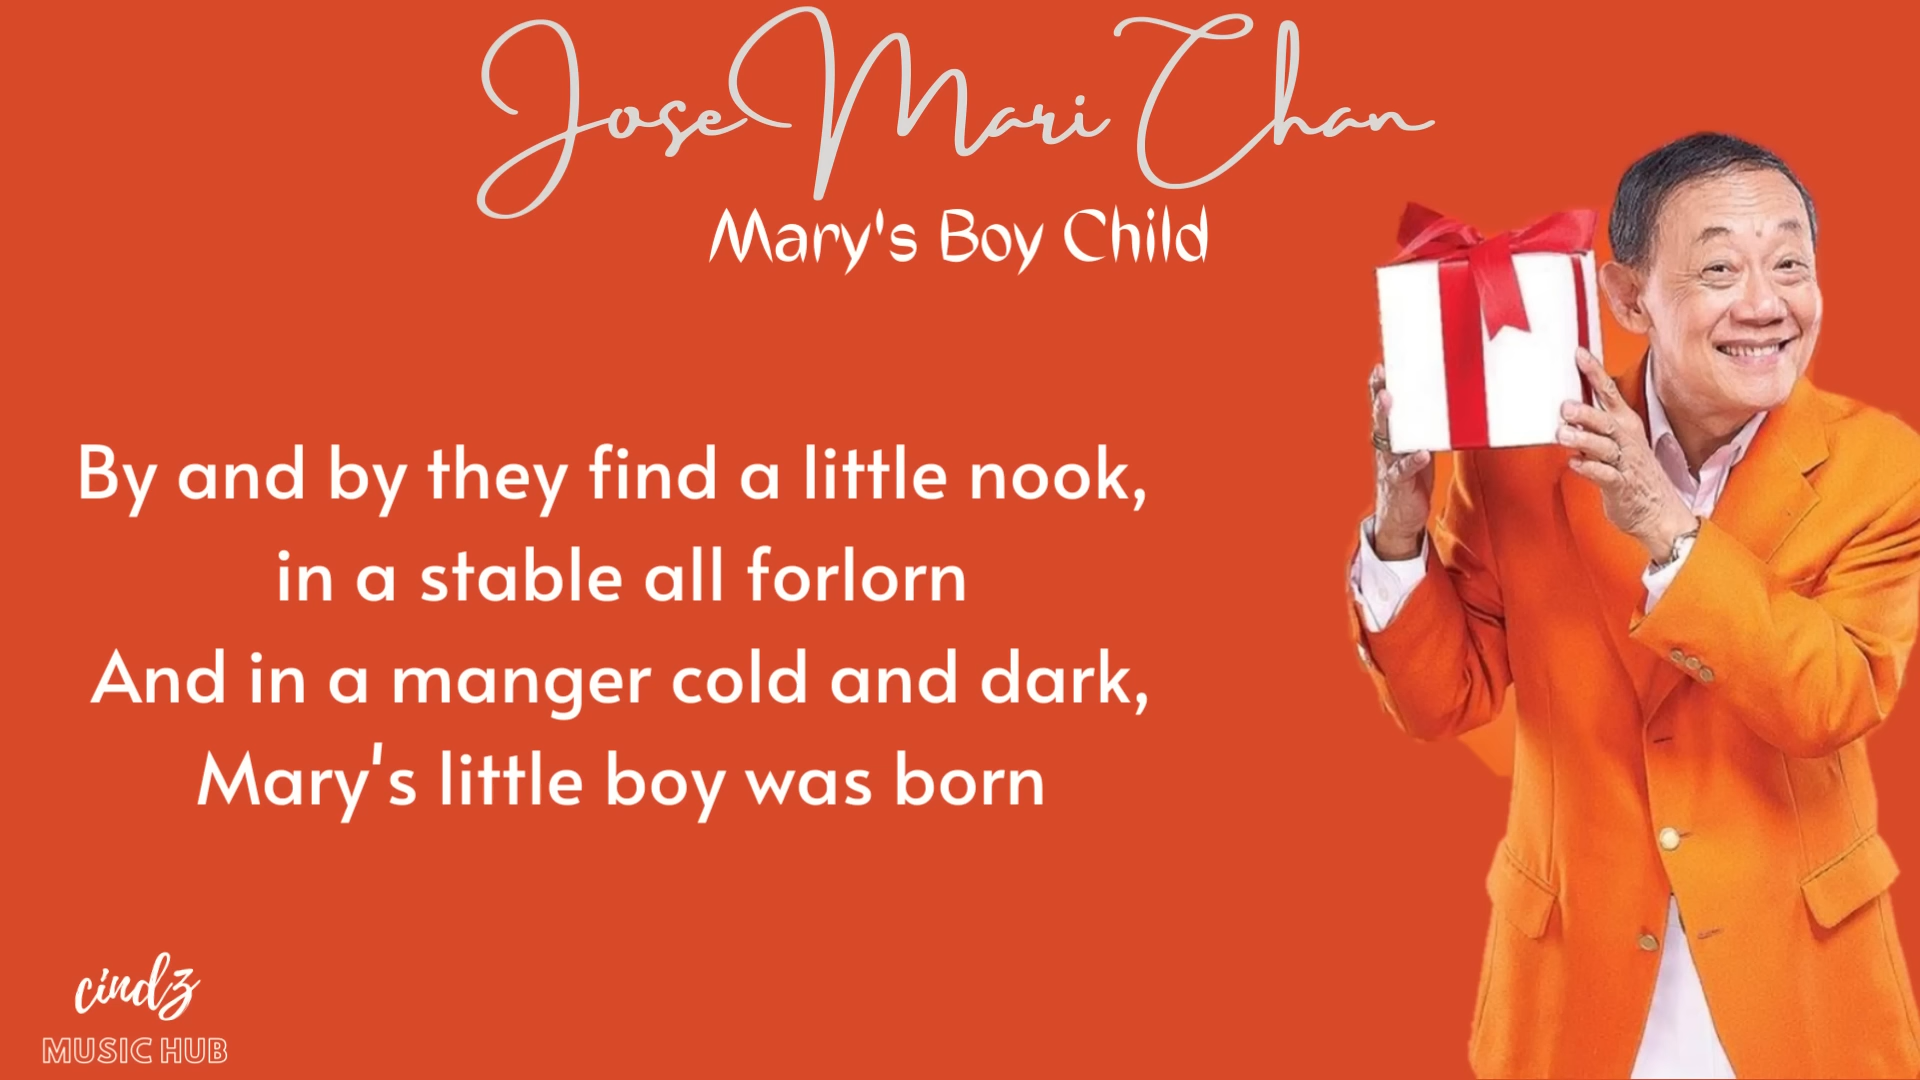 Jose Mari Chan
Mary's Boy Child
By and by they find a little nook,
in a stable all forlorn
And in a manger cold and dark,
Mary's little boy was born
cindz
MUSIC HUB